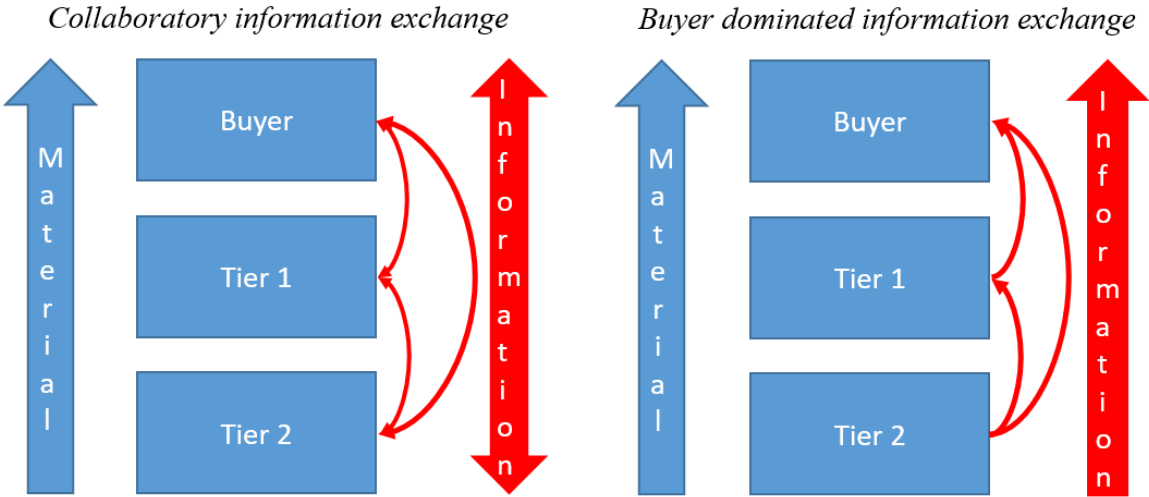 Collaboratory information exchange
Material
Buyer
Tier 1
Tier 2
Information
Buyer dominated information exchange
Material
Buyer
Tier 1
Tier 2
Information